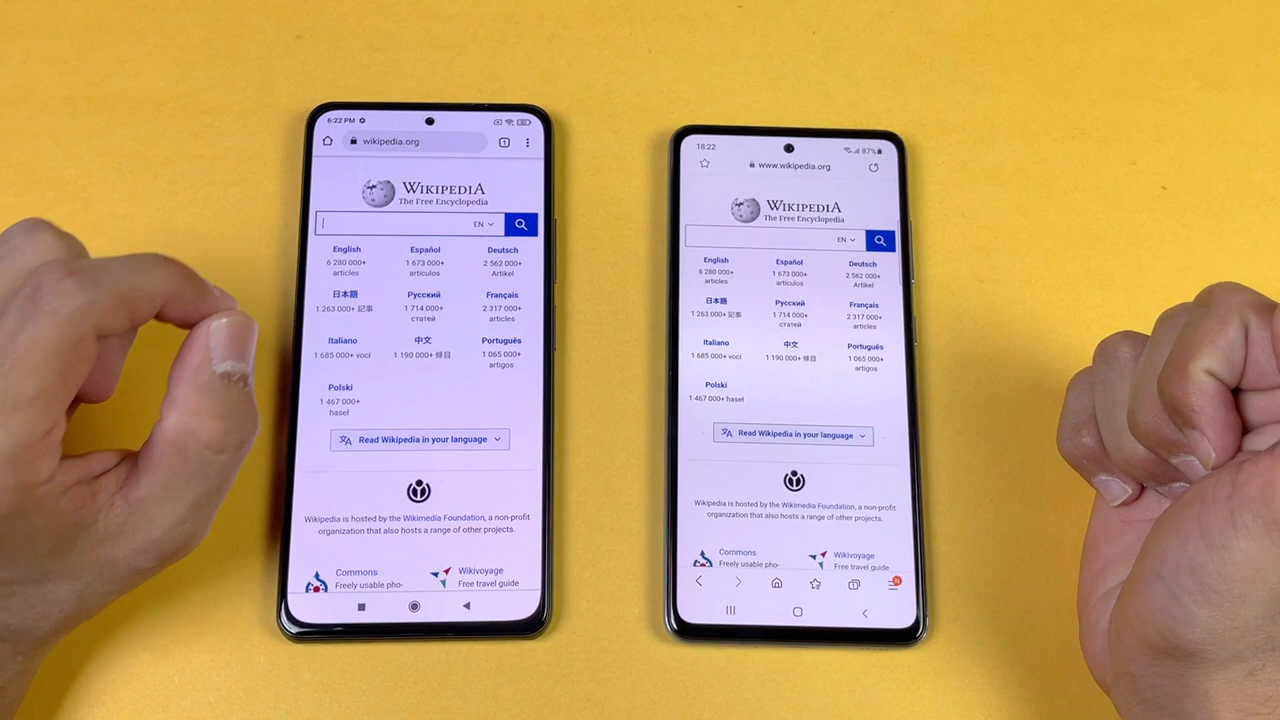 6:22 PM
wikipedia.org
1
WIKIPEDIA
The Free Encyclopedia
EN
English
6 280 000+
articles
Español
1 673 000+
artículos
Deutsch
2 562 000+
Artikel
日本語
1 263 000+ 記事
Русский
1 714 000+
статей
Français
2 317 000+
articles
Italiano
1 685 000+ voci
中文
1 190 000+ 條目
Português
1 065 000+
artigos
Polski
1 467 000+
haseł
Read Wikipedia in your language
Wikipedia is hosted by the Wikimedia Foundation, a non-profit
organization that also hosts a range of other projects.
Commons
Freely usable pho-
Wikivoyage
Free travel guide
18:22
87%
www.wikipedia.org
WIKIPEDIA
The Free Encyclopedia
EN
English
6 280 000+
articles
Español
1 673 000+
artículos
Deutsch
2 562 000+
Artikel
日本語
1 263 000+ 記事
Русский
1 714 000+
статей
Français
2 317 000+
articles
Italiano
1 685 000+ voci
中文
1 190 000+ 條目
Português
1 065 000+
artigos
Polski
1 467 000+ haseł
Read Wikipedia in your language
Wikipedia is hosted by the Wikimedia Foundation, a non-profit
organization that also hosts a range of other projects.
Commons
Freely usable pho-
Wikivoyage
Free travel guide
1
N